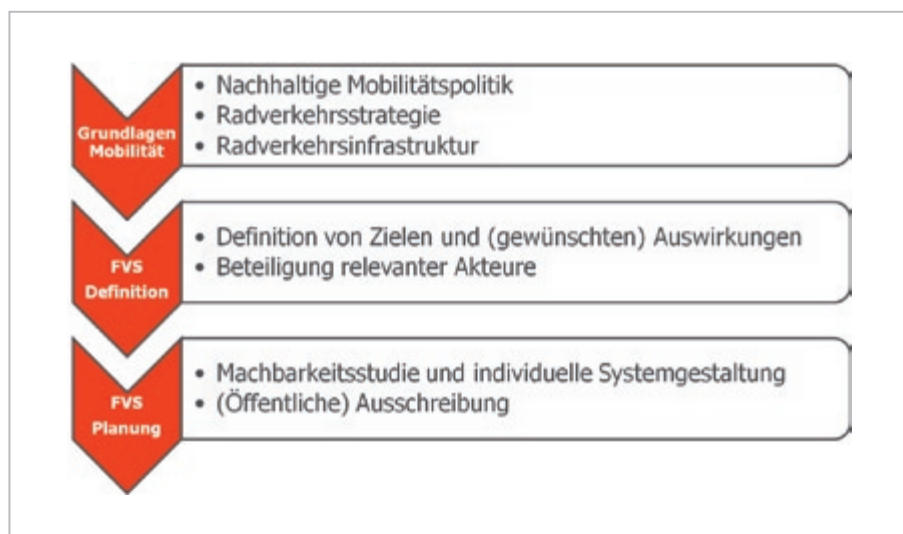 Grundlagen
Mobilität
• Nachhaltige Mobilitätspolitik
• Radverkehrsstrategie
• Radverkehrsinfrastruktur
FVS
Definition
• Definition von Zielen und (gewünschten) Auswirkungen
• Beteiligung relevanter Akteure
FVS
Planung
• Machbarkeitsstudie und individuelle Systemgestaltung
• (Öffentliche) Ausschreibung